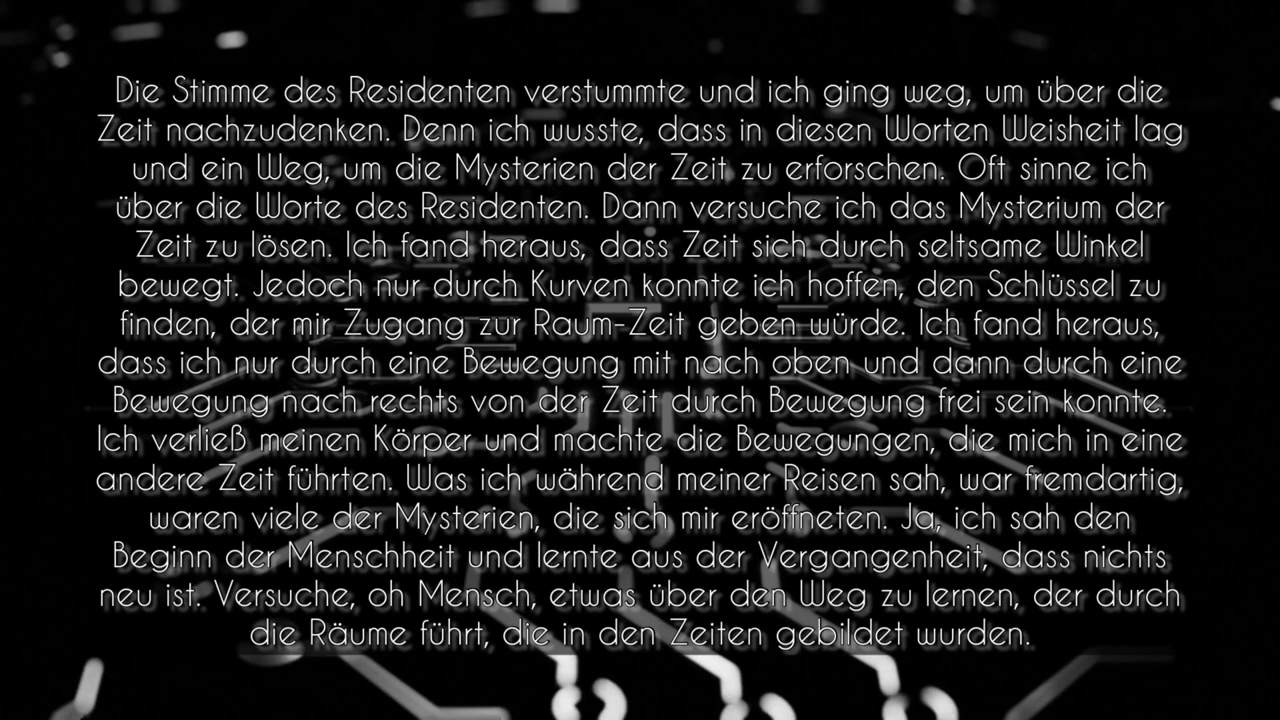 Die Stimme des Residenten verstummte und ich ging weg, um über die
Zeit nachzudenken. Denn ich wusste, dass in diesen Worten Weisheit lag
und ein Weg, um die Mysterien der Zeit zu erforschen. Oft sinne ich
über die Worte des Residenten. Dann versuche ich das Mysterium der
Zeit zu lösen. Ich fand heraus, dass Zeit sich durch seltsame Winkel
bewegt. Jedoch nur durch Kurven konnte ich hoffen, den Schlüssel zu
finden, der mir Zugang zur Raum-Zeit geben würde. Ich fand heraus,
dass ich nur durch eine Bewegung mit nach oben und dann durch eine
Bewegung nach rechts von der Zeit durch Bewegung frei sein konnte.
Ich verließ meinen Körper und machte die Bewegungen, die mich in eine
andere Zeit führten. Was ich während meiner Reisen sah, war fremdartig,
waren viele der Mysterien, die sich mir eröffneten. Ja, ich sah den
Beginn der Menschheit und lernte aus der Vergangenheit, dass nichts
neu ist. Versuche, oh Mensch, etwas über den Weg zu lernen, der durch
die Räume führt, die in den Zeiten gebildet wurden.